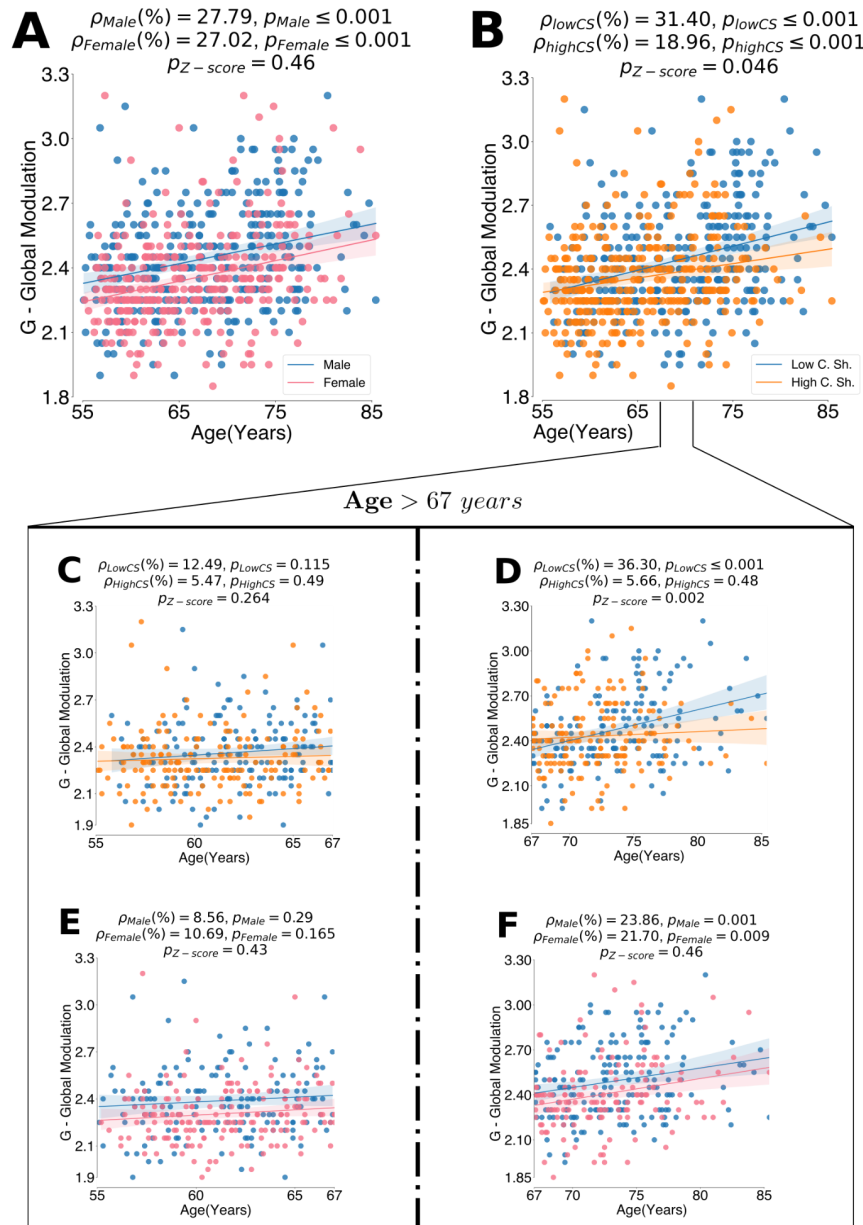 A
ρMale(%) = 27.79, pMale ≤ 0.001
ρFemale(%) = 27.02, pFemale ≤ 0.001
pZ−score = 0.46
3.3
3.0
2.7
2.4
2.1
1.8
G - Global Modulation
55 65 75 85
Age(Years)
Male
Female
B
ρlowCS(%) = 31.40, plowCS ≤ 0.001
ρhighCS(%) = 18.96, phighCS ≤ 0.001
pZ−score = 0.046
3.3
3.0
2.7
2.4
2.1
1.8
G - Global Modulation
55 65 75 85
Age(Years)
Low C. Sh.
High C. Sh.
Age > 67 years
C
ρLowCS(%) = 12.49, pLowCS = 0.115
ρHighCS(%) = 5.47, pHighCS = 0.49
pZ−score = 0.264
3.3
3.0
2.7
2.4
2.1
1.9
G - Global Modulation
55 60 65 67
Age(Years)
D
ρLowCS(%) = 36.30, pLowCS ≤ 0.001
ρHighCS(%) = 5.66, pHighCS = 0.48
pZ−score = 0.002
3.30
3.00
2.70
2.40
2.10
1.85
G - Global Modulation
67 70 75 80 85
Age(Years)
E
ρMale(%) = 8.56, pMale = 0.29
ρFemale(%) = 10.69, pFemale = 0.165
pZ−score = 0.43
3.3
3.0
2.7
2.4
2.1
1.9
G - Global Modulation
55 60 65 67
Age(Years)
F
ρMale(%) = 23.86, pMale = 0.001
ρFemale(%) = 21.70, pFemale = 0.009
pZ−score = 0.46
3.30
3.00
2.70
2.40
2.10
1.85
G - Global Modulation
67 70 75 80 85
Age(Years)